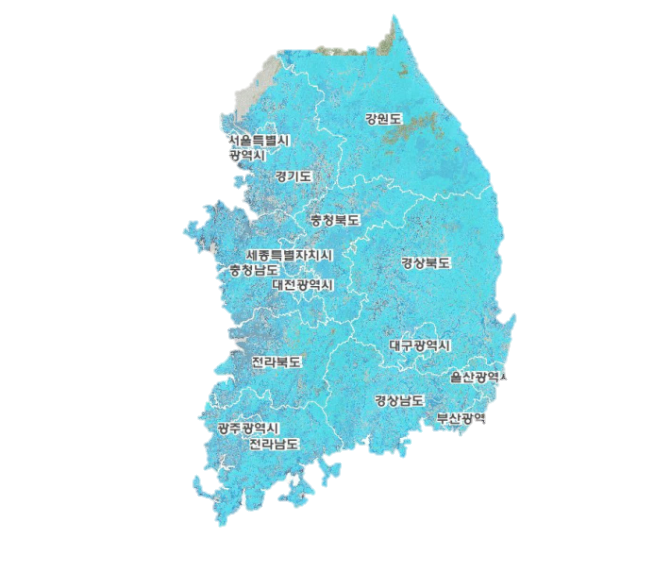 강원도
서울특별시
광역시
경기도
충청북도
세종특별자치시
충청남도
경상북도
대전광역시
대구광역시
전라북도
울산광역시
경상남도
부산광역
광주광역시
전라남도